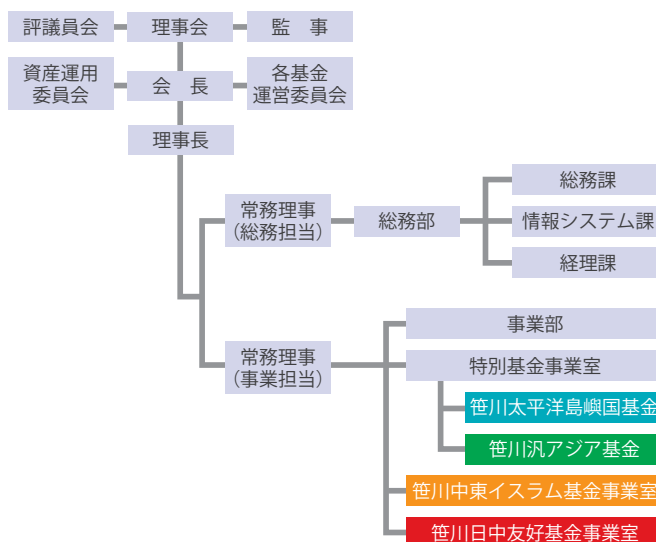 評議員会
理事会
監　事
資産運用
委員会
会　長
各基金
運営委員会
理事長
常務理事
（総務担当）
総務部
総務課
情報システム課
経理課
常務理事
（事業担当）
事業部
特別基金事業室
笹川太平洋島嶼国基金
笹川汎アジア基金
笹川中東イスラム基金事業室
笹川日中友好基金事業室